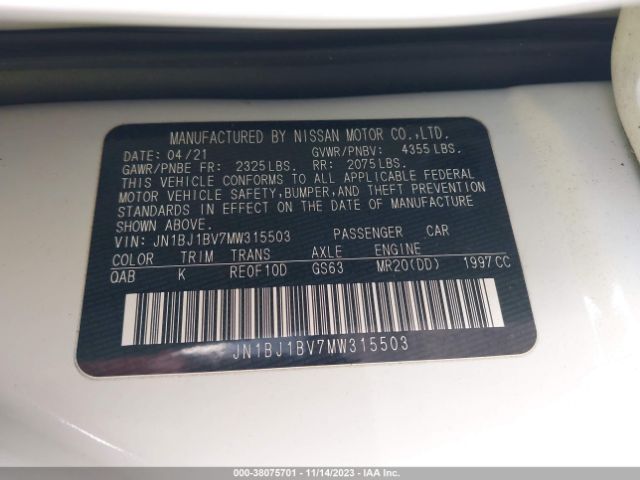 MANUFACTURED BY NISSAN MOTOR CO.,LTD.
DATE: 04/21 GVWR/PNBV: 4355 LBS.
GAWR/PNBE FR: 2325 LBS. RR: 2075 LBS.
THIS VEHICLE CONFORMS TO ALL APPLICABLE FEDERAL
MOTOR VEHICLE SAFETY,BUMPER,AND THEFT PREVENTION
STANDARDS IN EFFECT ON THE DATE OF MANUFACTURE
SHOWN ABOVE.
VIN: JN1BJ1BV7MW315503 PASSENGER CAR
COLOR TRIM TRANS AXLE ENGINE
QAB K RE0F10D GS63 MR20(DD) 1997 CC
JN1BJ1BV7MW315503
000-38075701 - 11/14/2023 - IAA Inc.